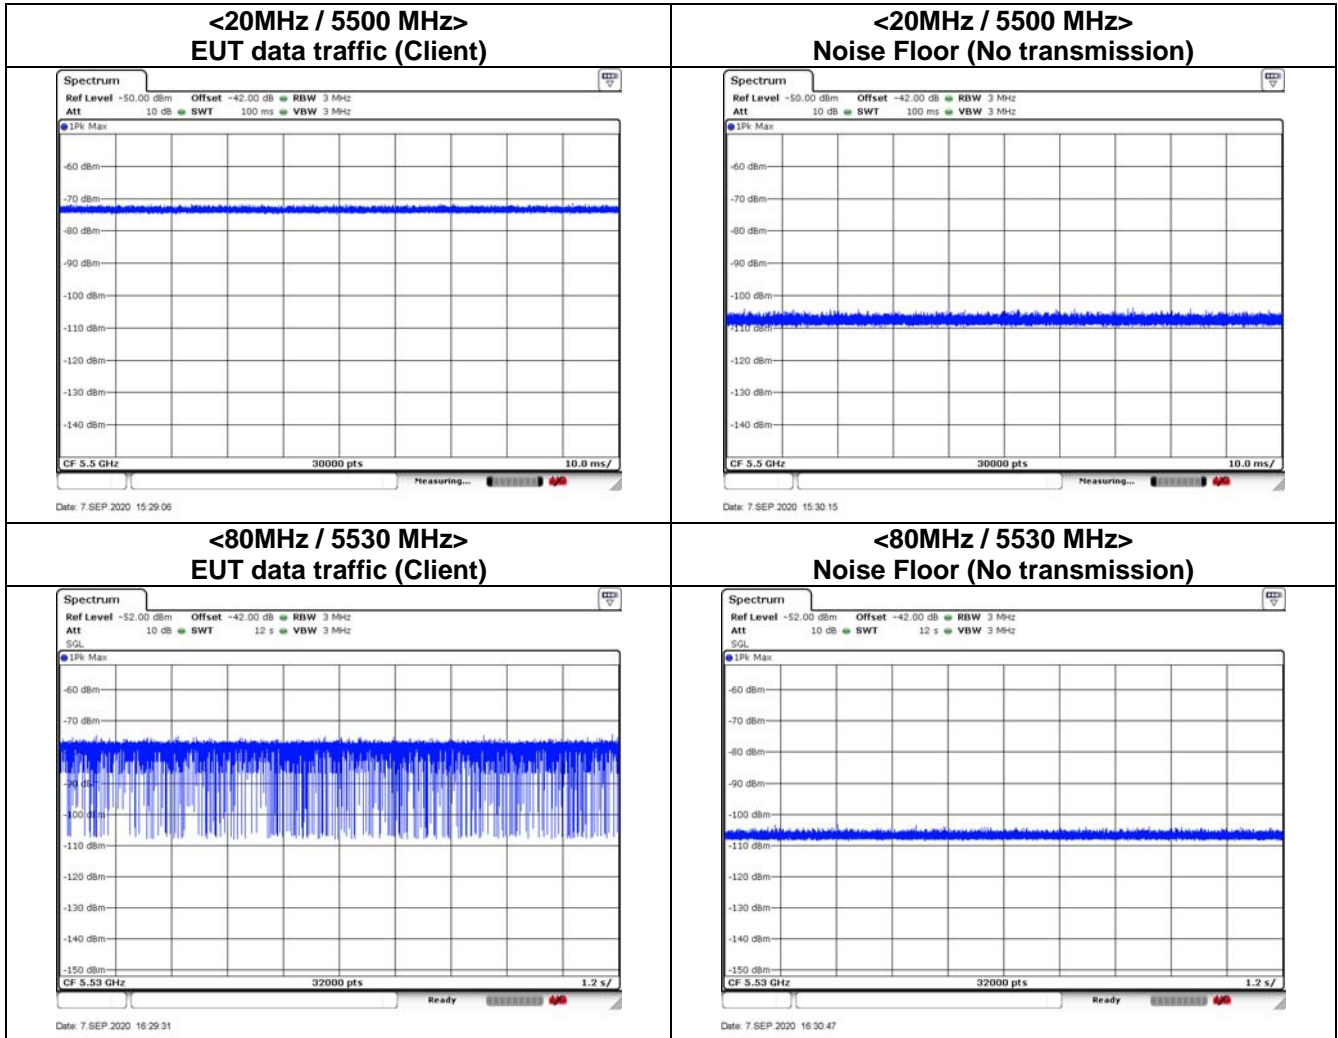 <20MHz / 5500 MHz>
EUT data traffic (Client)
<20MHz / 5500 MHz>
Noise Floor (No transmission)
Spectrum
Ref Level -50.00 dBm Offset -42.00 dB RBW 3 MHz
Att 10 dB SWT 100 ms VBW 3 MHz
1Pk Max
-60 dBm
-70 dBm
-80 dBm
-90 dBm
-100 dBm
-110 dBm
-120 dBm
-130 dBm
-140 dBm
CF 5.5 GHz 30000 pts 10.0 ms/
Measuring...
Date: 7.SEP.2020 15:29:06
Spectrum
Ref Level -50.00 dBm Offset -42.00 dB RBW 3 MHz
Att 10 dB SWT 100 ms VBW 3 MHz
1Pk Max
-60 dBm
-70 dBm
-80 dBm
-90 dBm
-100 dBm
-110 dBm
-120 dBm
-130 dBm
-140 dBm
CF 5.5 GHz 30000 pts 10.0 ms/
Measuring...
Date: 7.SEP.2020 15:30:15
<80MHz / 5530 MHz>
EUT data traffic (Client)
<80MHz / 5530 MHz>
Noise Floor (No transmission)
Spectrum
Ref Level -52.00 dBm Offset -42.00 dB RBW 3 MHz
Att 10 dB SWT 12 s VBW 3 MHz
SGL
1Pk Max
-60 dBm
-70 dBm
-80 dBm
-90 dBm
-100 dBm
-110 dBm
-120 dBm
-130 dBm
-140 dBm
-150 dBm
CF 5.53 GHz 32000 pts 1.2 s/
Ready
Date: 7.SEP.2020 16:29:31
Spectrum
Ref Level -52.00 dBm Offset -42.00 dB RBW 3 MHz
Att 10 dB SWT 12 s VBW 3 MHz
SGL
1Pk Max
-60 dBm
-70 dBm
-80 dBm
-90 dBm
-100 dBm
-110 dBm
-120 dBm
-130 dBm
-140 dBm
-150 dBm
CF 5.53 GHz 32000 pts 1.2 s/
Ready
Date: 7.SEP.2020 16:30:47